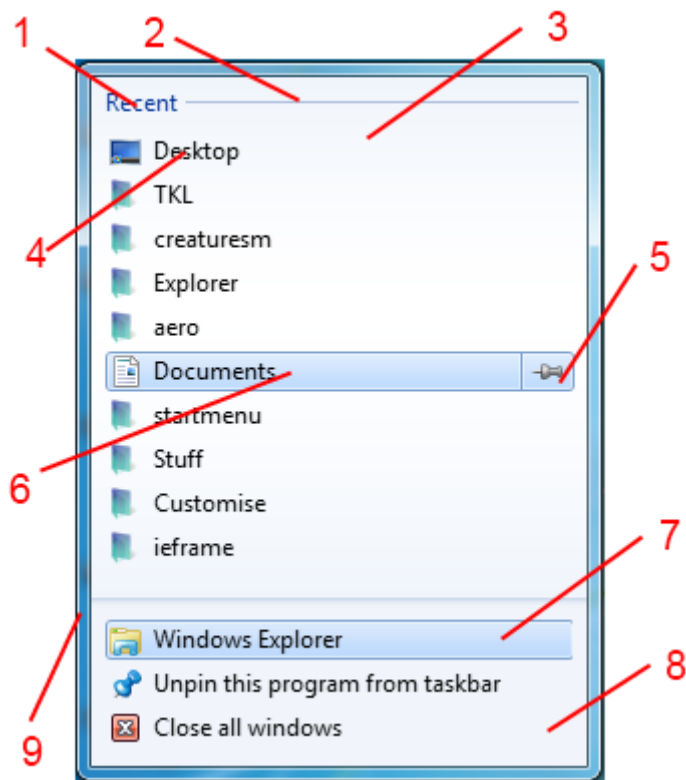 1 2 3
Recent
Desktop
TKL
4
creaturesm
5
Explorer
aero
Documents
startmenu
6
Stuff
Customise
ieframe
7
Windows Explorer
8
Unpin this program from taskbar
Close all windows
9